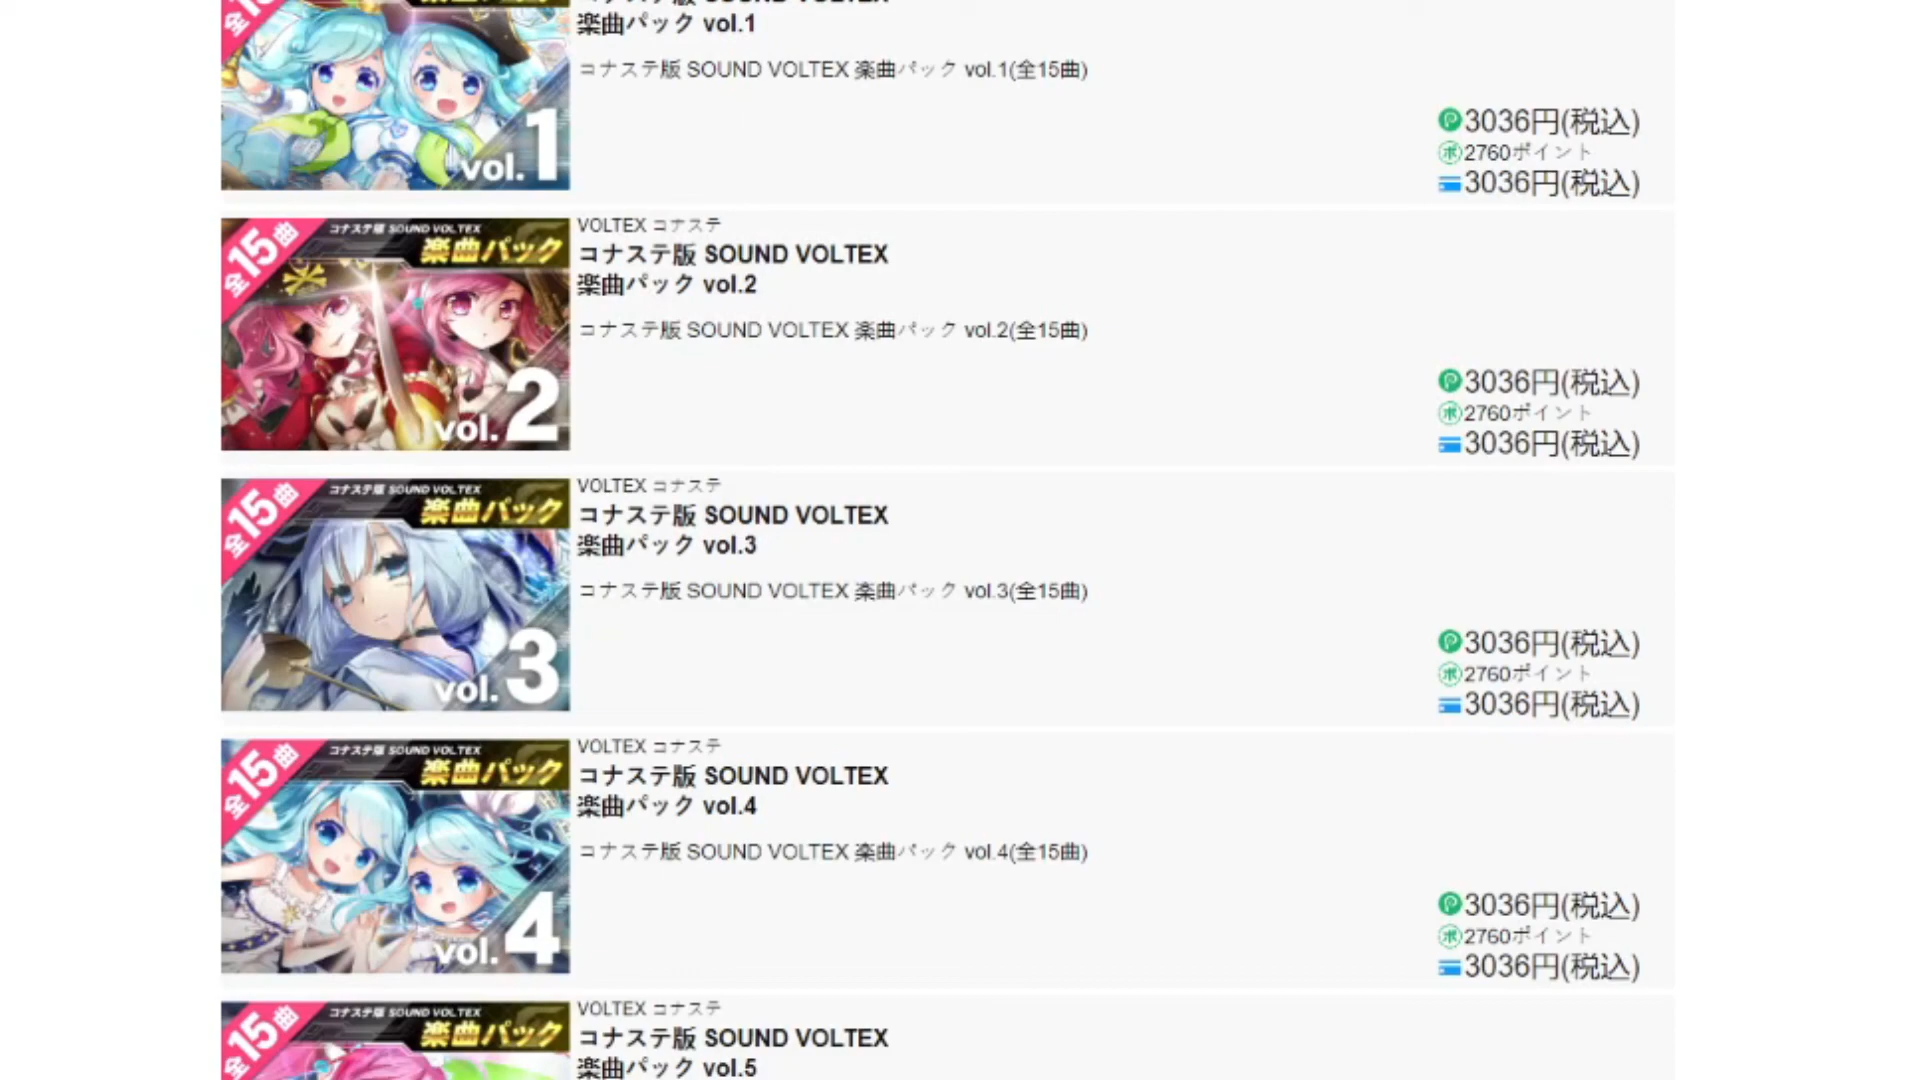 全15
コナステ版 SOUND VOLTEX
楽曲パック vol.1
コナステ版 SOUND VOLTEX 楽曲パック vol.1(全15曲)
vol.1
3036円(税込)
ポ2760ポイント
3036円(税込)
全15曲
コナステ版 SOUND VOLTEX
楽曲パック
vol.2
VOLTEX コナステ
コナステ版 SOUND VOLTEX
楽曲パック vol.2
コナステ版 SOUND VOLTEX 楽曲パック vol.2(全15曲)
3036円(税込)
ポ2760ポイント
3036円(税込)
全15曲
コナステ版 SOUND VOLTEX
楽曲パック
vol.3
VOLTEX コナステ
コナステ版 SOUND VOLTEX
楽曲パック vol.3
コナステ版 SOUND VOLTEX 楽曲パック vol.3(全15曲)
3036円(税込)
ポ2760ポイント
3036円(税込)
全15曲
コナステ版 SOUND VOLTEX
楽曲パック
vol.4
VOLTEX コナステ
コナステ版 SOUND VOLTEX
楽曲パック vol.4
コナステ版 SOUND VOLTEX 楽曲パック vol.4(全15曲)
3036円(税込)
ポ2760ポイント
3036円(税込)
全15曲
コナステ版 SOUND VOLTEX
楽曲パック
VOLTEX コナステ
コナステ版 SOUND VOLTEX
楽曲パック vol.5